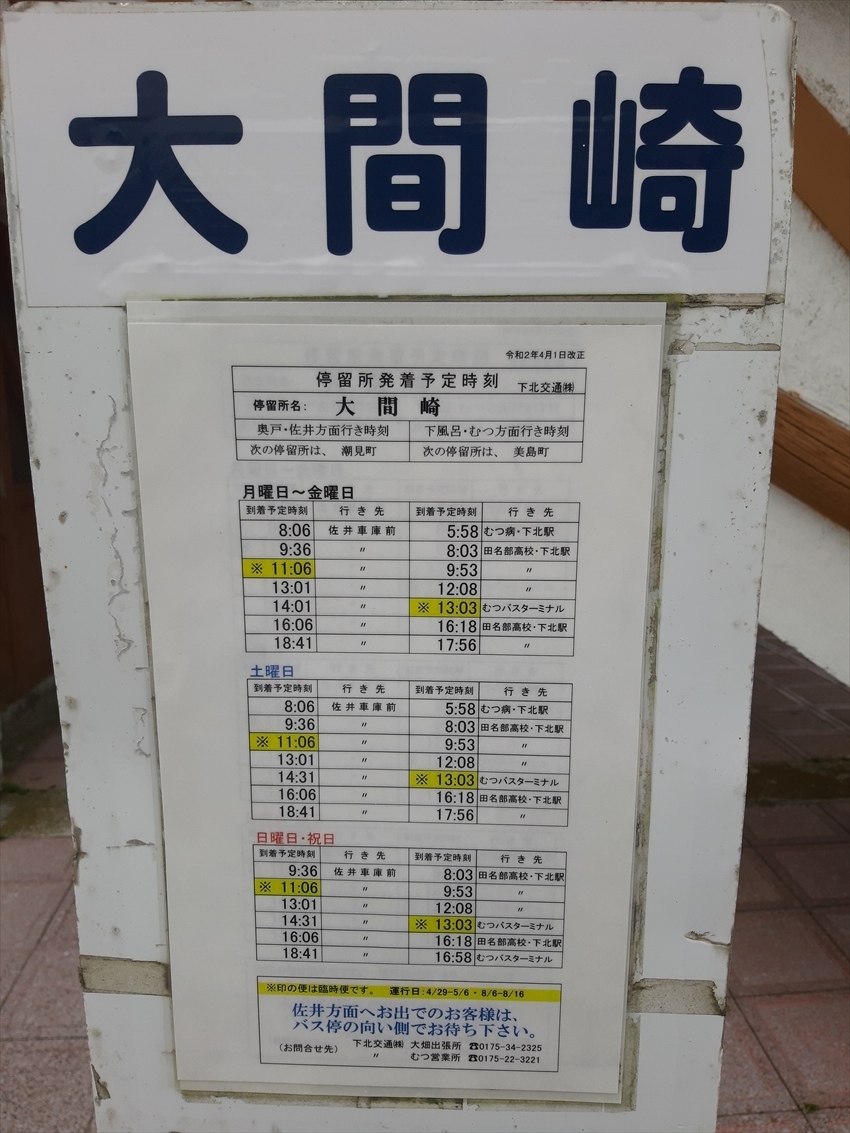 大間崎
令和2年4月1日改正
停留所発着予定時刻 下北交通㈱
停留所名: 大間崎
奥戸・佐井方面行き時刻 下風呂・むつ方面行き時刻
次の停留所は、 潮見町 次の停留所は、 美島町
月曜日～金曜日
到着予定時刻 行き先 到着予定時刻 行き先
8:06 佐井車庫前 5:58 むつ病・下北駅
9:36 〃 8:03 田名部高校・下北駅
※ 11:06 〃 9:53 〃
13:01 〃 12:08 〃
14:01 〃 ※ 13:03 むつバスターミナル
16:06 〃 16:18 田名部高校・下北駅
18:41 〃 17:56 〃
土曜日
到着予定時刻 行き先 到着予定時刻 行き先
8:06 佐井車庫前 5:58 むつ病・下北駅
9:36 〃 8:03 田名部高校・下北駅
※ 11:06 〃 9:53 〃
13:01 〃 12:08 〃
14:31 〃 ※ 13:03 むつバスターミナル
16:06 〃 16:18 田名部高校・下北駅
18:41 〃 17:56 〃
日曜日・祝日
到着予定時刻 行き先 到着予定時刻 行き先
9:36 佐井車庫前 8:03 田名部高校・下北駅
※ 11:06 〃 9:53 〃
13:01 〃 12:08 〃
14:31 〃 ※ 13:03 むつバスターミナル
16:06 〃 16:18 田名部高校・下北駅
18:41 〃 16:58 むつバスターミナル
※印の便は臨時便です。 運行日:4/29-5/6・8/6-8/16
佐井方面へお出でのお客様は、
バス停の向い側でお待ち下さい。
(お問合せ先) 下北交通㈱ 大畑出張所 ☎0175-34-2325
〃 むつ営業所 ☎0175-22-3221